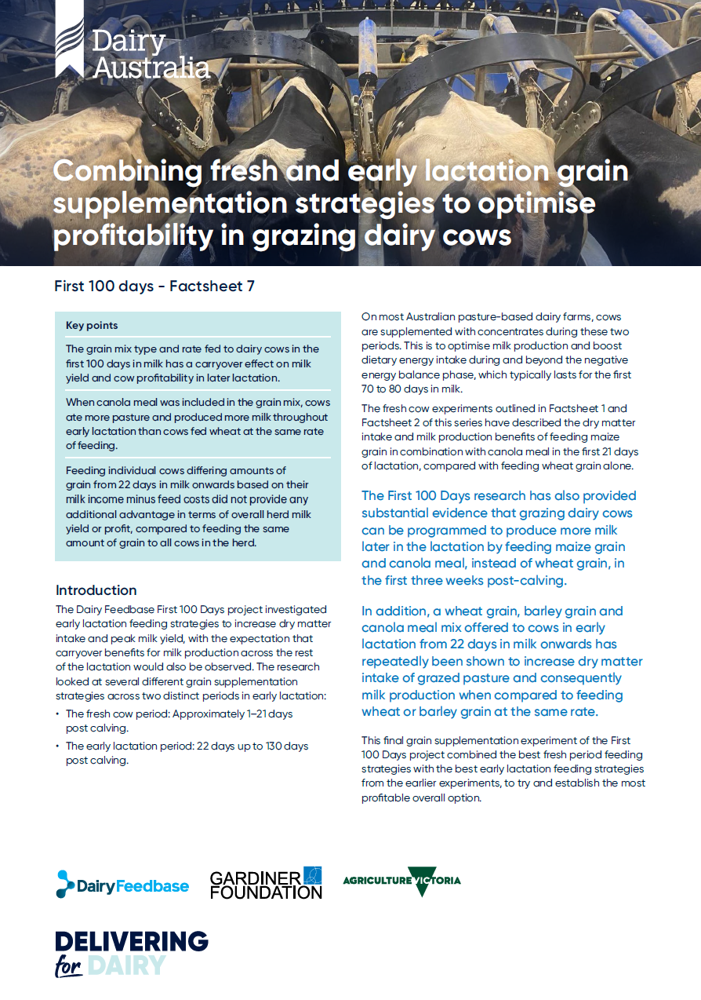 Dairy
Australia
Combining fresh and early lactation grain
supplementation strategies to optimise
profitability in grazing dairy cows
First 100 days - Factsheet 7
Key points
The grain mix type and rate fed to dairy cows in the
first 100 days in milk has a carryover effect on milk
yield and cow profitability in later lactation.
When canola meal was included in the grain mix, cows
ate more pasture and produced more milk throughout
early lactation than cows fed wheat at the same rate
of feeding.
Feeding individual cows differing amounts of
grain from 22 days in milk onwards based on their
milk income minus feed costs did not provide any
additional advantage in terms of overall herd milk
yield or profit, compared to feeding the same
amount of grain to all cows in the herd.
Introduction
The Dairy Feedbase First 100 Days project investigated
early lactation feeding strategies to increase dry matter
intake and peak milk yield, with the expectation that
carryover benefits for milk production across the rest
of the lactation would also be observed. The research
looked at several different grain supplementation
strategies across two distinct periods in early lactation:
• The fresh cow period: Approximately 1–21 days
post calving.
• The early lactation period: 22 days up to 130 days
post calving.
On most Australian pasture-based dairy farms, cows
are supplemented with concentrates during these two
periods. This is to optimise milk production and boost
dietary energy intake during and beyond the negative
energy balance phase, which typically lasts for the first
70 to 80 days in milk.
The fresh cow experiments outlined in Factsheet 1 and
Factsheet 2 of this series have described the dry matter
intake and milk production benefits of feeding maize
grain in combination with canola meal in the first 21 days
of lactation, compared with feeding wheat grain alone.
The First 100 Days research has also provided
substantial evidence that grazing dairy cows
can be programmed to produce more milk
later in the lactation by feeding maize grain
and canola meal, instead of wheat grain, in
the first three weeks post-calving.
In addition, a wheat grain, barley grain and
canola meal mix offered to cows in early
lactation from 22 days in milk onwards has
repeatedly been shown to increase dry matter
intake of grazed pasture and consequently
milk production when compared to feeding
wheat or barley grain at the same rate.
This final grain supplementation experiment of the First
100 Days project combined the best fresh period feeding
strategies with the best early lactation feeding strategies
from the earlier experiments, to try and establish the most
profitable overall option.
DairyFeedbase
GARDINER
FOUNDATION
AGRICULTURE VICTORIA
DELIVERING
for DAIRY